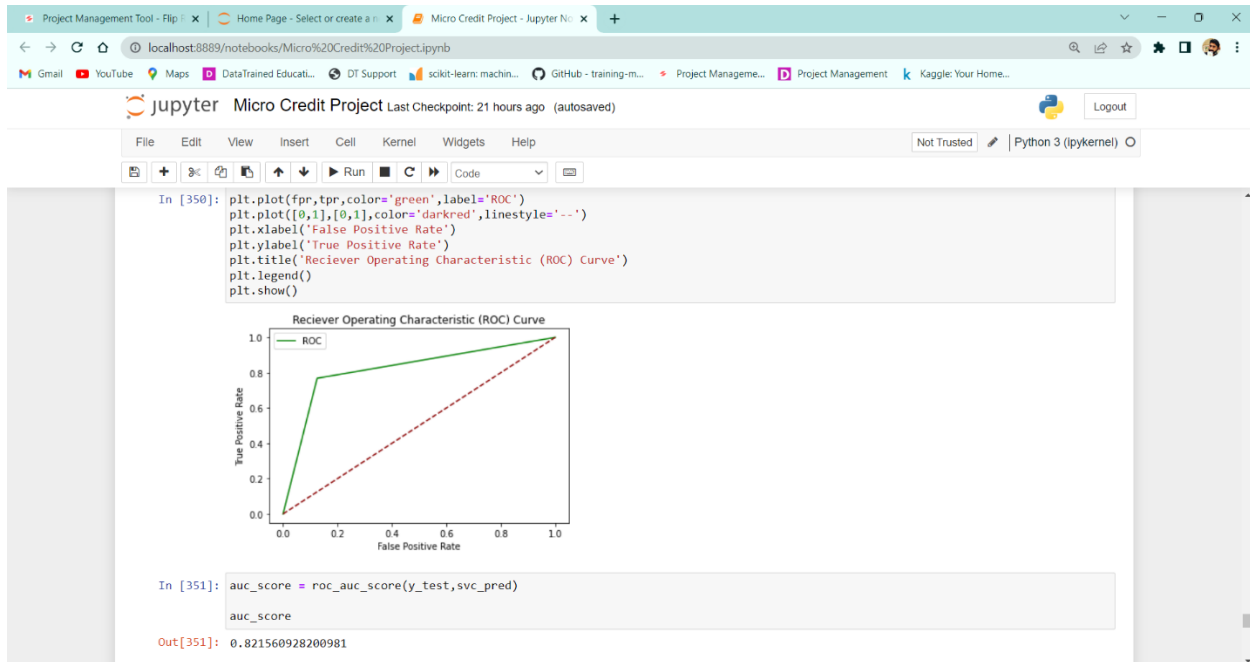 Project Management Tool - Flip R
Home Page - Select or create a n
Micro Credit Project - Jupyter No
localhost:8889/notebooks/Micro%20Credit%20Project.ipynb
Gmail YouTube Maps DataTrained Educati... DT Support scikit-learn: machin... GitHub - training-m... Project Manageme... Project Management Kaggle: Your Home...
jupyter Micro Credit Project Last Checkpoint: 21 hours ago (autosaved) Logout
File Edit View Insert Cell Kernel Widgets Help Not Trusted Python 3 (ipykernel)
Run Code
In [350]: plt.plot(fpr,tpr,color='green',label='ROC')
plt.plot([0,1],[0,1],color='darkred',linestyle='--')
plt.xlabel('False Positive Rate')
plt.ylabel('True Positive Rate')
plt.title('Reciever Operating Characteristic (ROC) Curve')
plt.legend()
plt.show()
Reciever Operating Characteristic (ROC) Curve
ROC
1.0
0.8
0.6
0.4
0.2
0.0
True Positive Rate
0.0 0.2 0.4 0.6 0.8 1.0
False Positive Rate
In [351]: auc_score = roc_auc_score(y_test,svc_pred)
auc_score
Out[351]: 0.821560928200981